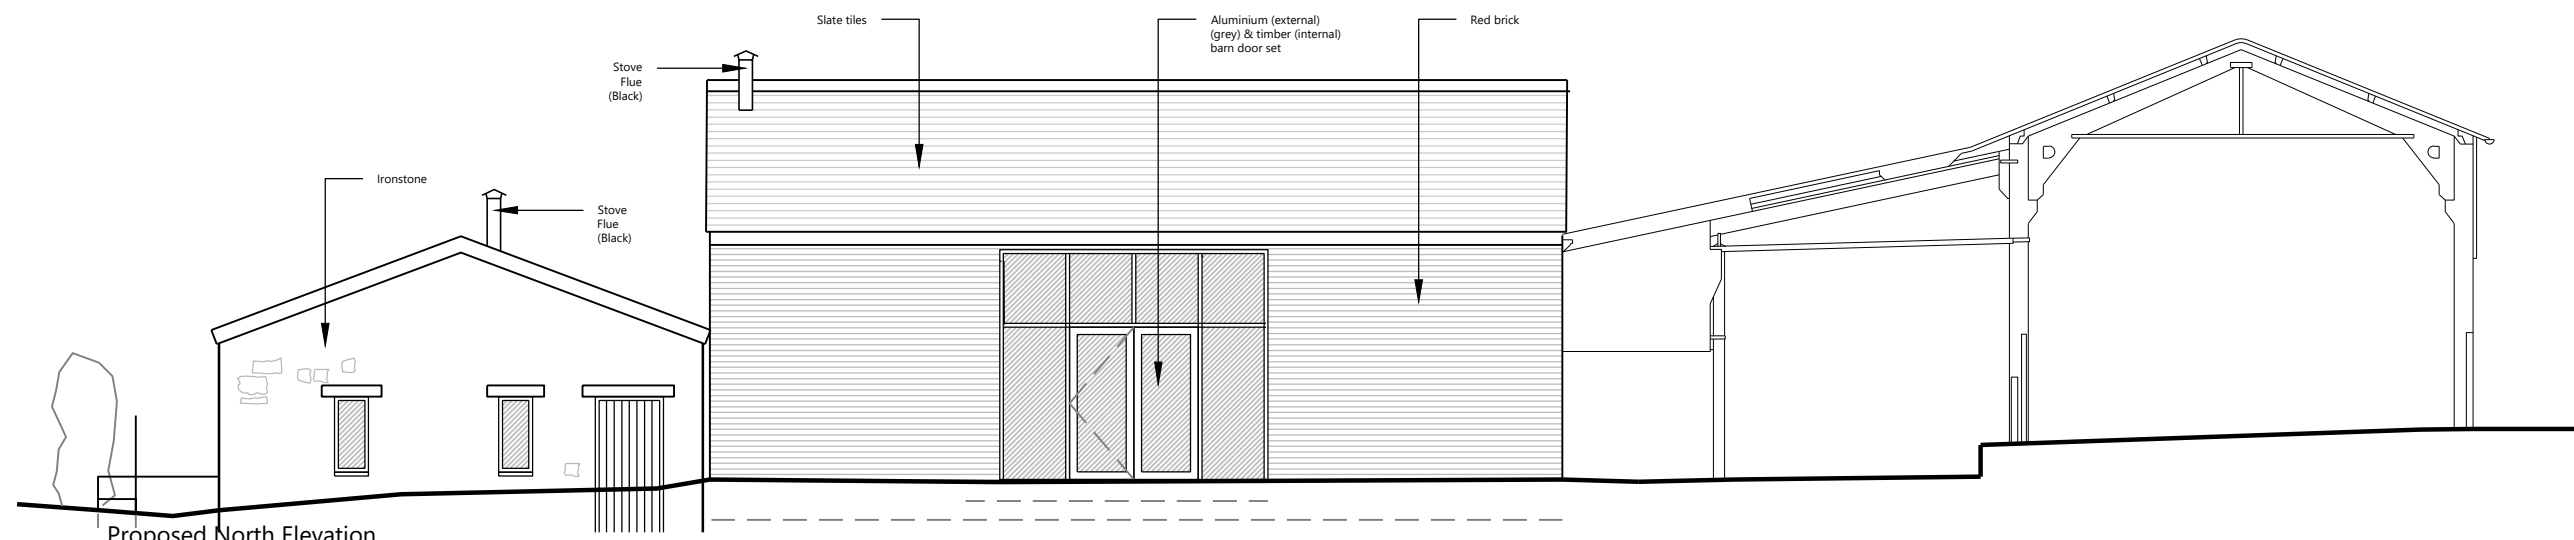 Slate tiles
Aluminium (external)
(grey) & timber (internal)
barn door set
Red brick
Stove
Flue
(Black)
Ironstone
Stove
Flue
(Black)
Proposed North Elevation